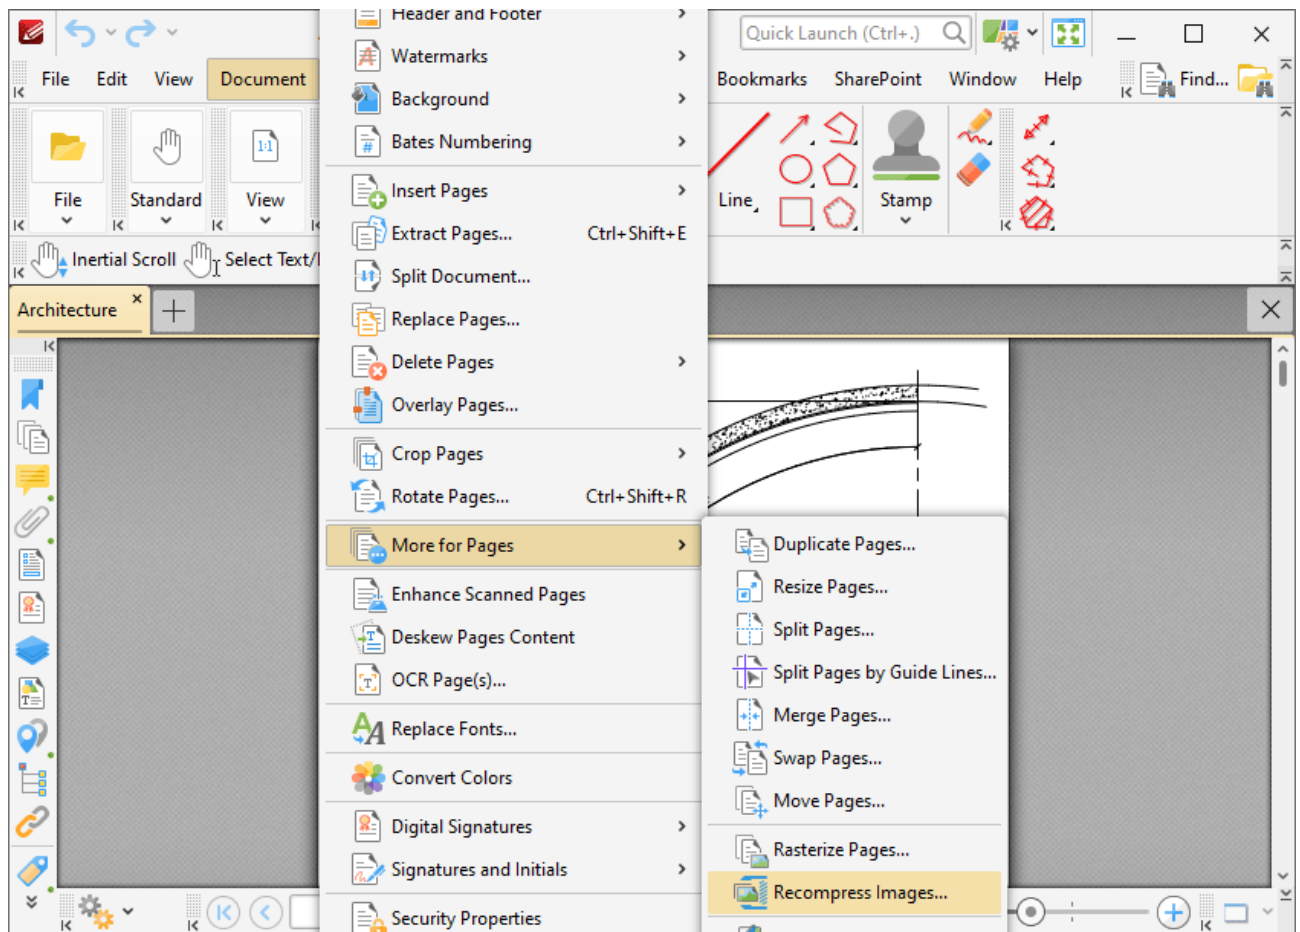 Header and Footer
Quick Launch (Ctrl+.)
File Edit View Document
Watermarks
Bookmarks SharePoint Window Help
Find...
Background
1:1
Bates Numbering
File
Standard
View
Insert Pages
Line
Stamp
Extract Pages... Ctrl+Shift+E
Inertial Scroll
Select Text/
Split Document...
Architecture
Replace Pages...
Delete Pages
Overlay Pages...
Crop Pages
Rotate Pages... Ctrl+Shift+R
More for Pages
Enhance Scanned Pages
Deskew Pages Content
OCR Page(s)...
Replace Fonts...
Convert Colors
Digital Signatures
Signatures and Initials
Security Properties
Duplicate Pages...
Resize Pages...
Split Pages...
Split Pages by Guide Lines...
Merge Pages...
Swap Pages...
Move Pages...
Rasterize Pages...
Recompress Images...